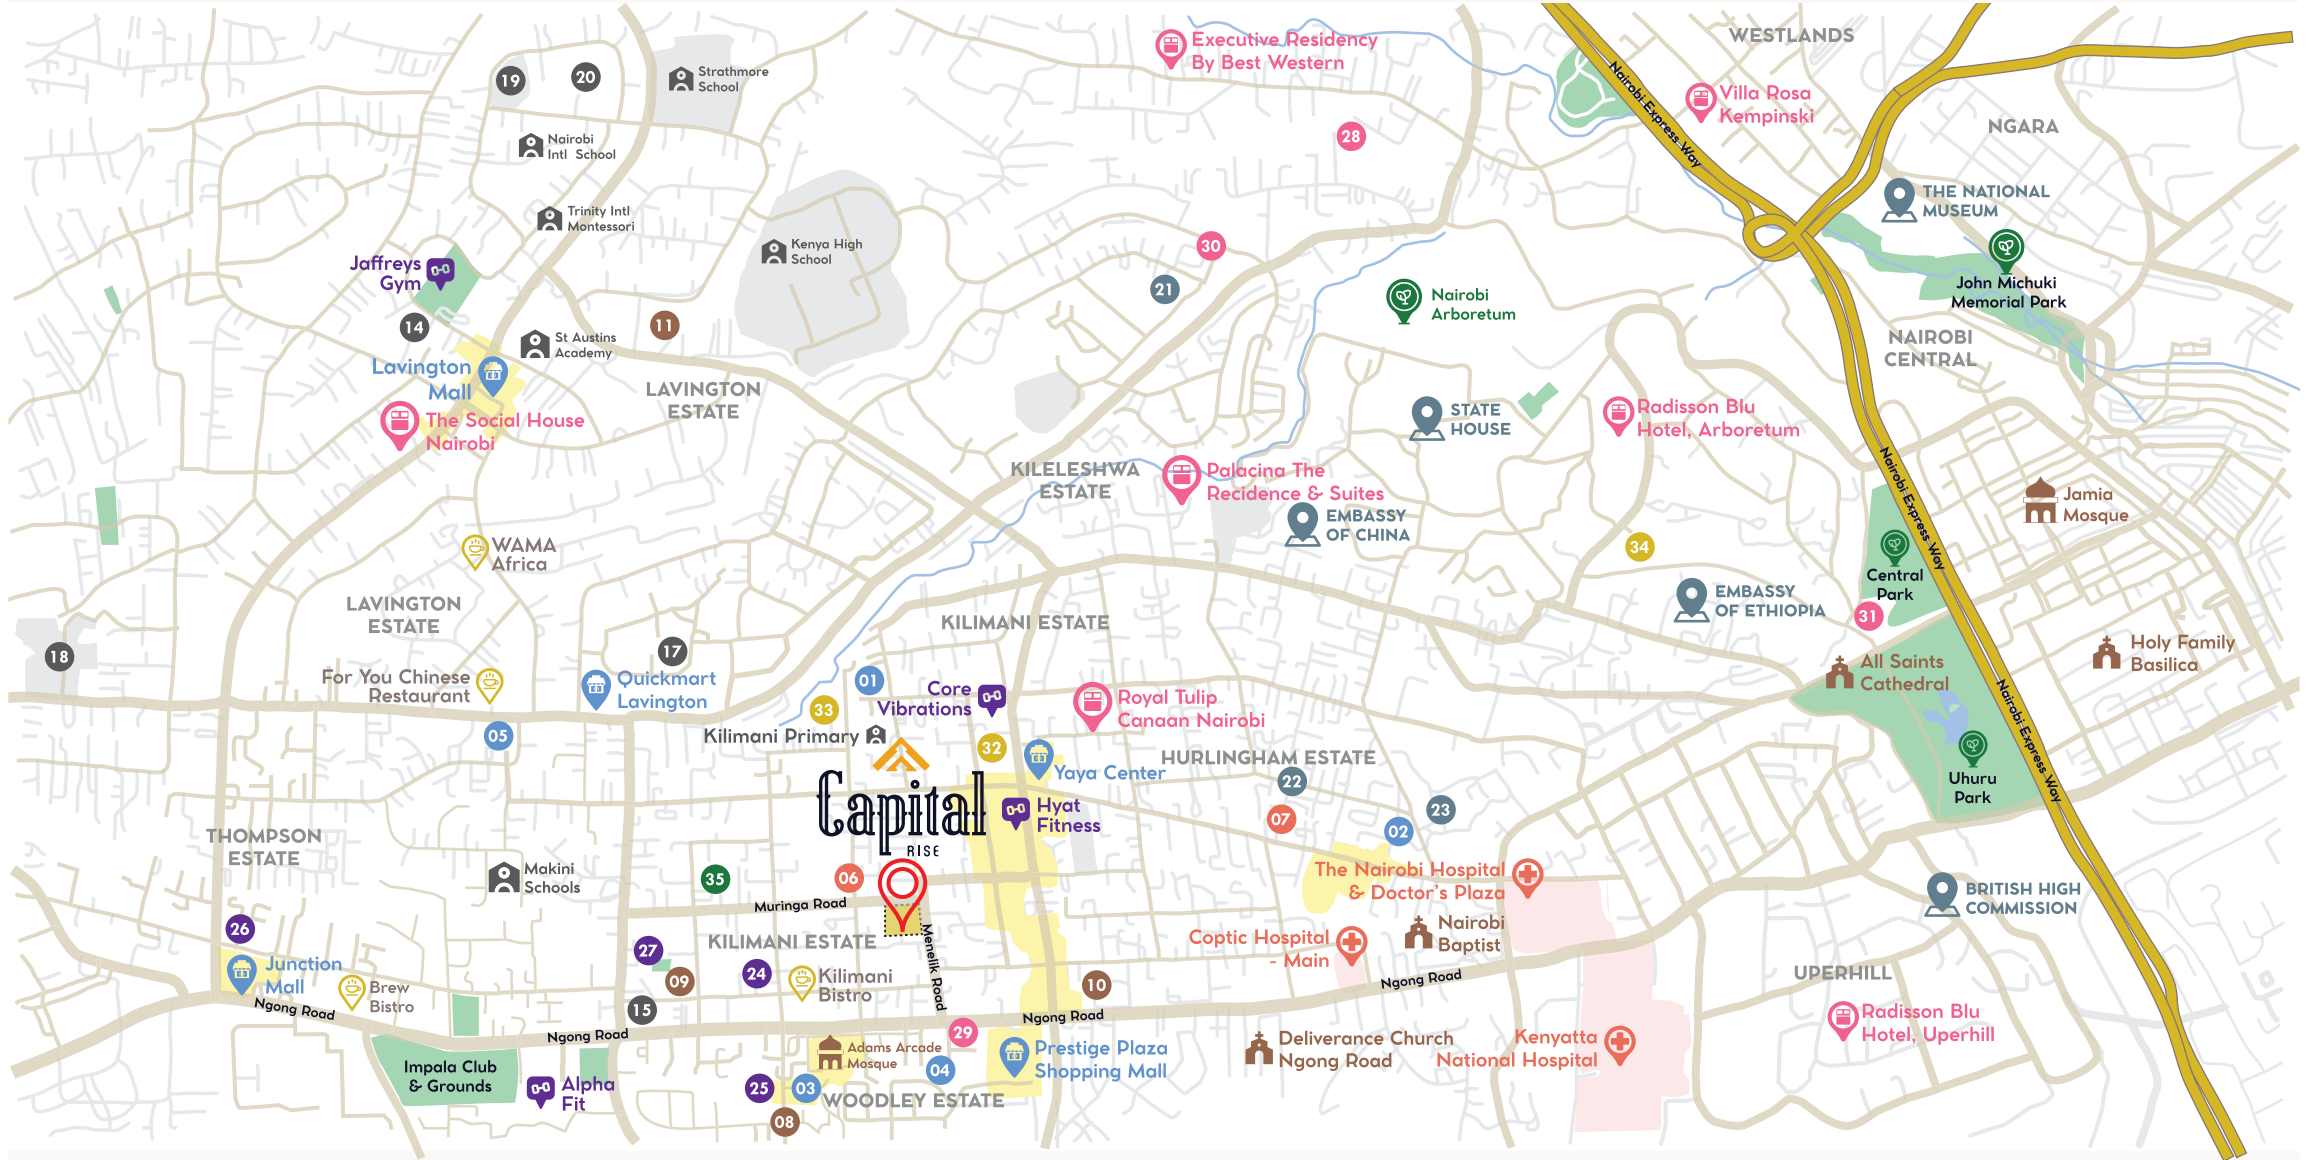 WESTLANDS
Executive Residency
By Best Western
Strathmore
School
19
20
Villa Rosa
Kempinski
Nairobi Express Way
NGARA
28
Nairobi
Intl School
THE NATIONAL
MUSEUM
Trinity Intl
Montessori
Kenya High
School
30
Jaffreys
Gym
21
John Michuki
Memorial Park
Nairobi
Arboretum
14
11
St Austins
Academy
NAIROBI
CENTRAL
Lavington
Mall
LAVINGTON
ESTATE
The Social House
Nairobi
STATE
HOUSE
Radisson Blu
Hotel, Arboretum
KILELESHWA
ESTATE
Palacina The
Recidence & Suites
Nairobi Express Way
Jamia
Mosque
EMBASSY
OF CHINA
WAMA
Africa
34
Central
Park
EMBASSY
OF ETHIOPIA
31
LAVINGTON
ESTATE
KILIMANI ESTATE
18
17
Holy Family
Basilica
All Saints
Cathedral
For You Chinese
Restaurant
Quickmart
Lavington
01
Core
Vibrations
Royal Tulip
Canaan Nairobi
33
05
Kilimani Primary
32
Nairobi Express Way
HURLINGHAM ESTATE
Yaya Center
22
Uhuru
Park
Capital
RISE
Hyat
Fitness
07
23
02
THOMPSON
ESTATE
Makini
Schools
35
06
The Nairobi Hospital
& Doctor's Plaza
BRITISH HIGH
COMMISSION
Muringa Road
26
KILIMANI ESTATE
Menelik Road
Nairobi
Baptist
Coptic Hospital
- Main
27
Junction
Mall
24
09
Kilimani
Bistro
10
Ngong Road
UPERHILL
Brew
Bistro
Ngong Road
15
Ngong Road
Ngong Road
29
Radisson Blu
Hotel, Uperhill
Adams Arcade
Mosque
Prestige Plaza
Shopping Mall
Deliverance Church
Ngong Road
Kenyatta
National Hospital
Impala Club
& Grounds
04
Alpha
Fit
25
03
WOODLEY ESTATE
08